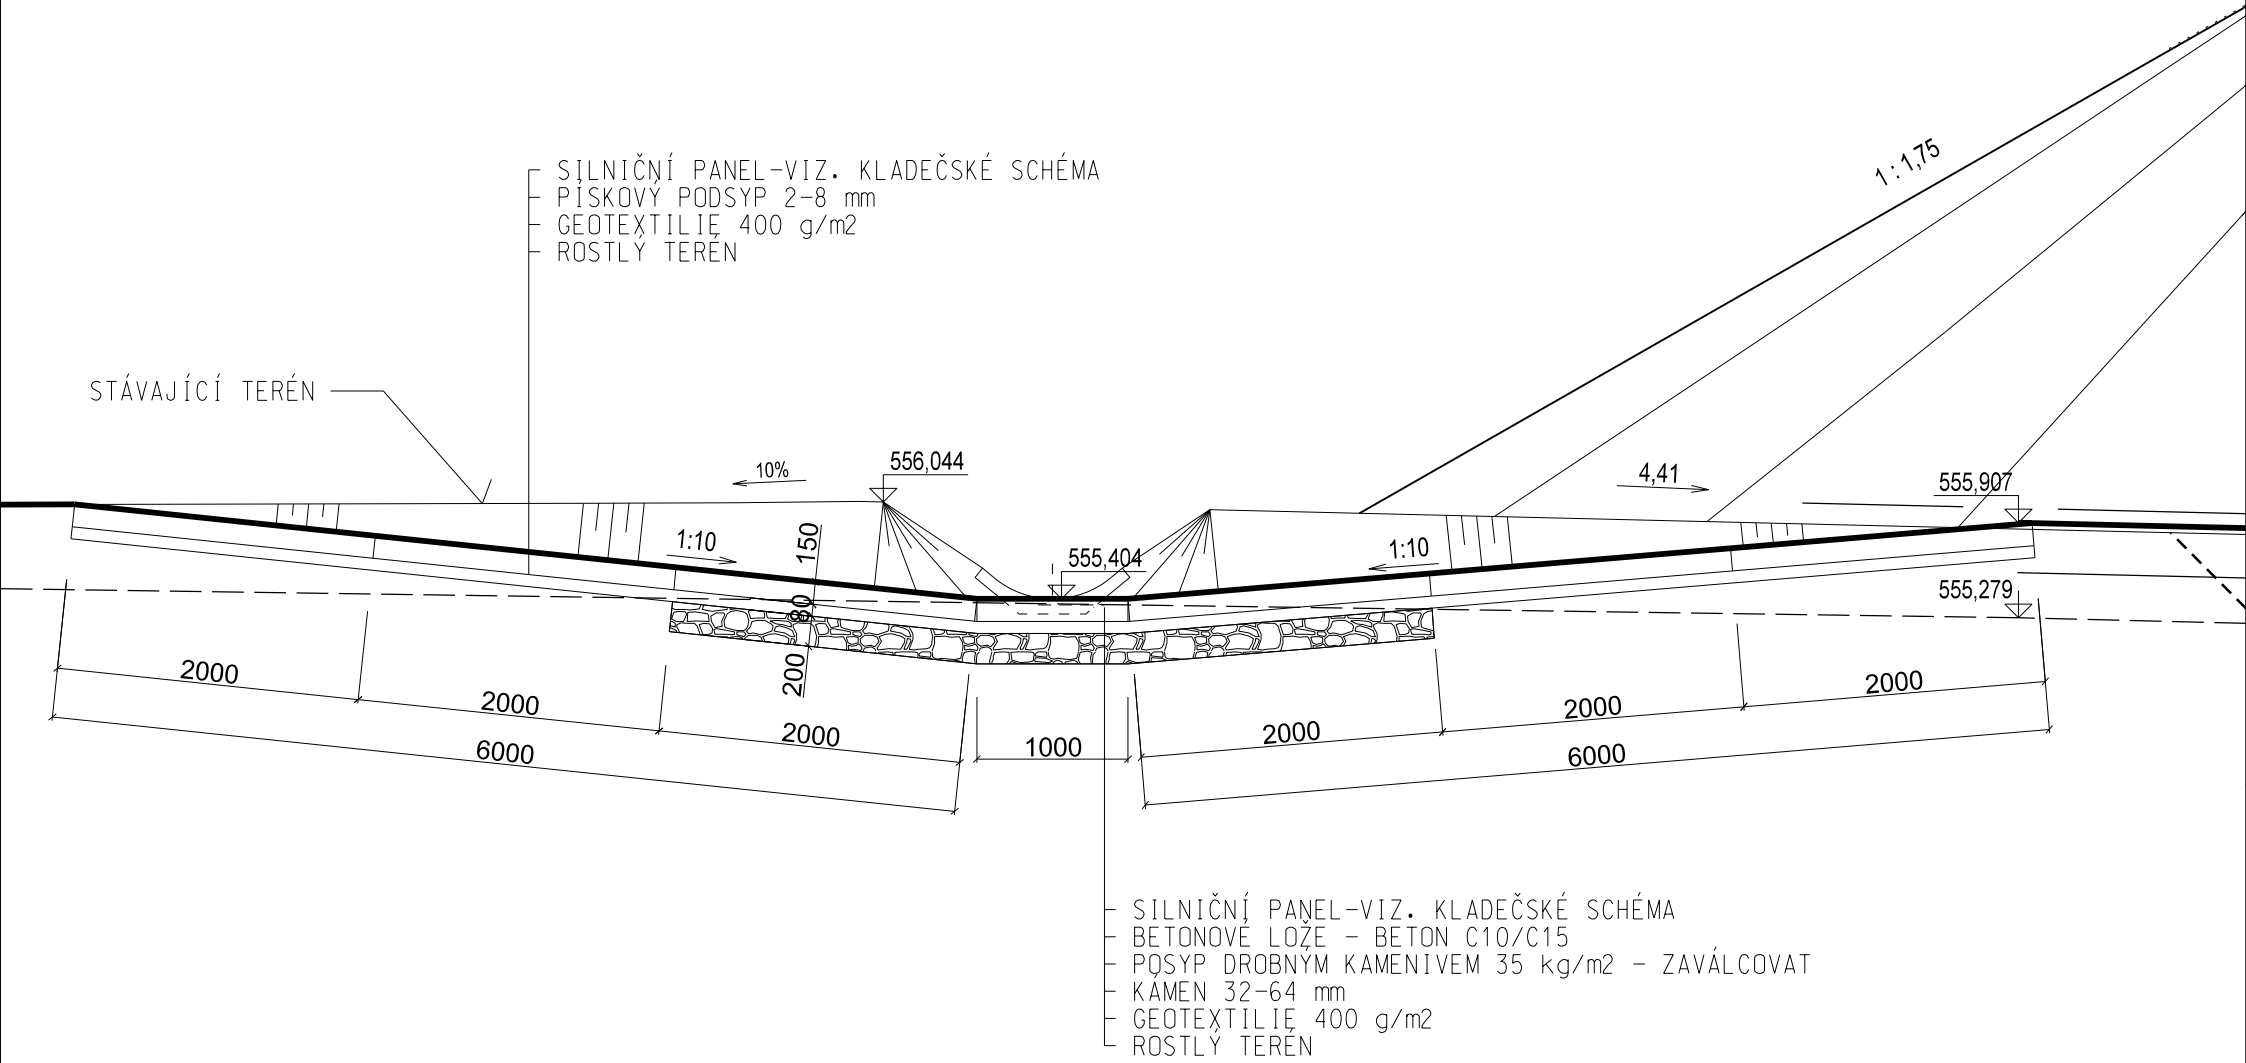 1 : 1,75
SILNIČNÍ PANEL-VIZ. KLADEČSKÉ SCHÉMA
PÍSKOVÝ PODSYP 2-8 mm
GEOTEXTILIE 400 g/m2
ROSTLÝ TERÉN
STÁVAJÍCÍ TERÉN
10%
556,044
4,41
555,907
1:10
150
555,404
1:10
80
555,279
200
2000
2000
2000
6000
1000
2000
2000
2000
6000
SILNIČNÍ PANEL-VIZ. KLADEČSKÉ SCHÉMA
BETONOVÉ LOŽE - BETON C10/C15
POSYP DROBNÝM KAMENIVEM 35 kg/m2 - ZAVÁLCOVAT
KÁMEN 32-64 mm
GEOTEXTILIE 400 g/m2
ROSTLÝ TERÉN